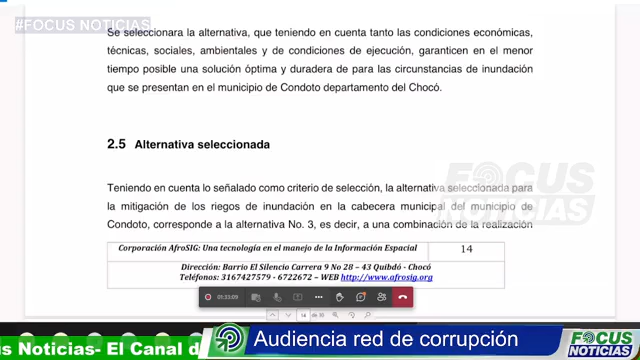 #FOCUS NOTICIAS
Se seleccionara la alternativa, que teniendo en cuenta tanto las condiciones económicas,
técnicas, sociales, ambientales y de condiciones de ejecución, garanticen en el menor
tiempo posible una solución óptima y duradera de para las circunstancias de inundación
que se presentan en el municipio de Condoto departamento del Chocó.
2.5 Alternativa seleccionada
FOCUS
NOTICIAS
Teniendo en cuenta lo señalado como criterio de selección, la alternativa seleccionada para
la mitigación de los riegos de inundación en la cabecera municipal del municipio de
Condoto, corresponde a la alternativa No. 3, es decir, a una combinación de la realización
Corporación AfroSIG: Una tecnología en el manejo de la Información Espacial 14
Dirección: Barrio El Silencio Carrera 9 No 28 – 43 Quibdó - Chocó
Teléfonos: 3167427579 - 6722672 – WEB http://www.afrosig.org
01:33:09
14
Audiencia red de corrupción
s Noticias- El Canal d
FOCUS
NOTICIAS